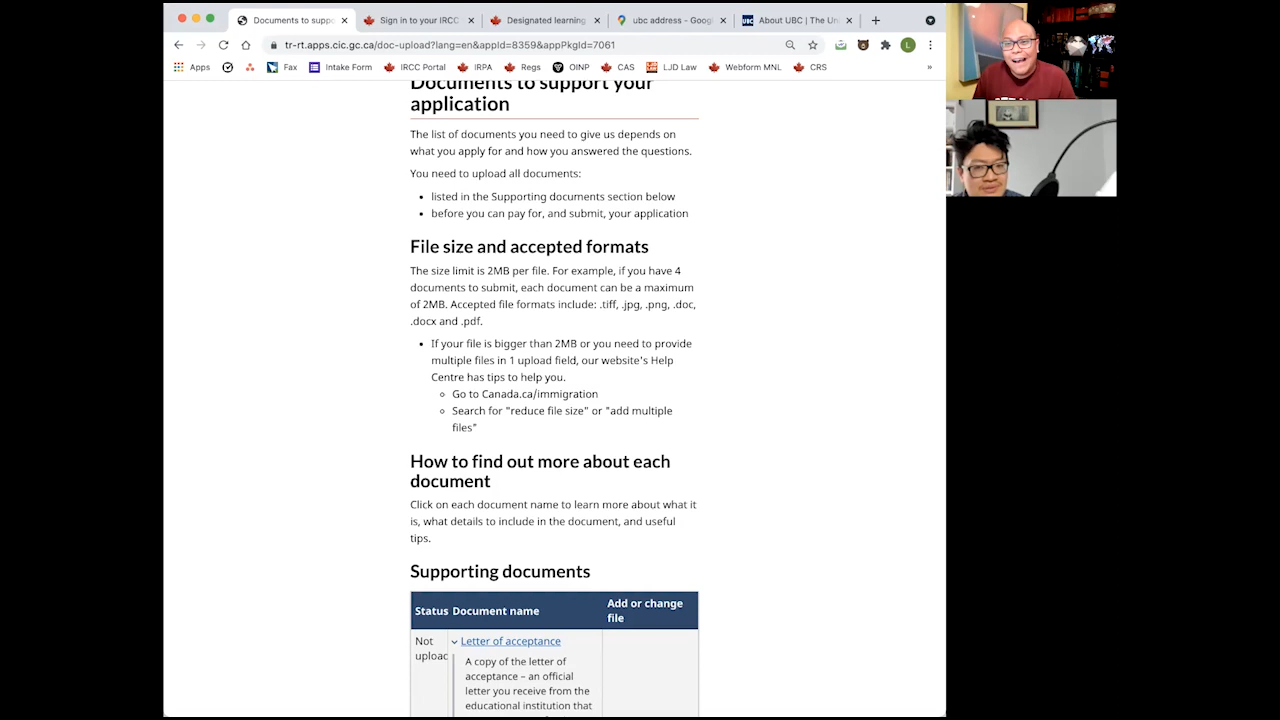 Documents to suppo
Sign in to your IRCC
Designated learning
ubc address - Googl
UBC
About UBC | The Uni
tr-rt.apps.cic.gc.ca/doc-upload?lang=en&appId=8359&appPkgId=7061
L
Apps
Fax
Intake Form
IRCC Portal
IRPA
Regs
OINP
CAS
LJD Law
Webform MNL
CRS
»
Documents to support your
application
The list of documents you need to give us depends on
what you apply for and how you answered the questions.
You need to upload all documents:
• listed in the Supporting documents section below
• before you can pay for, and submit, your application
File size and accepted formats
The size limit is 2MB per file. For example, if you have 4
documents to submit, each document can be a maximum
of 2MB. Accepted file formats include: .tiff, .jpg, .png, .doc,
.docx and .pdf.
• If your file is bigger than 2MB or you need to provide
multiple files in 1 upload field, our website's Help
Centre has tips to help you.
◦ Go to Canada.ca/immigration
◦ Search for "reduce file size" or "add multiple
files"
How to find out more about each
document
Click on each document name to learn more about what it
is, what details to include in the document, and useful
tips.
Supporting documents
Status Document name
Add or change
file
Not
upload
Letter of acceptance
A copy of the letter of
acceptance – an official
letter you receive from the
educational institution that